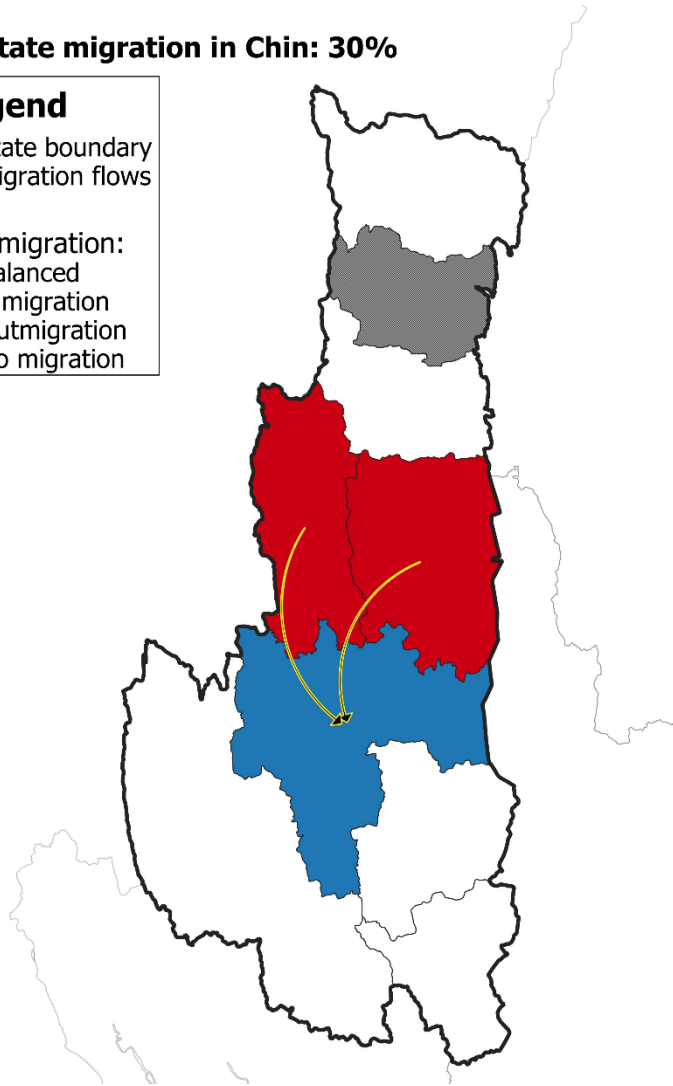 tate migration in Chin: 30%
gend
tate boundary
igration flows
migration:
alanced
migration
utmigration
o migration